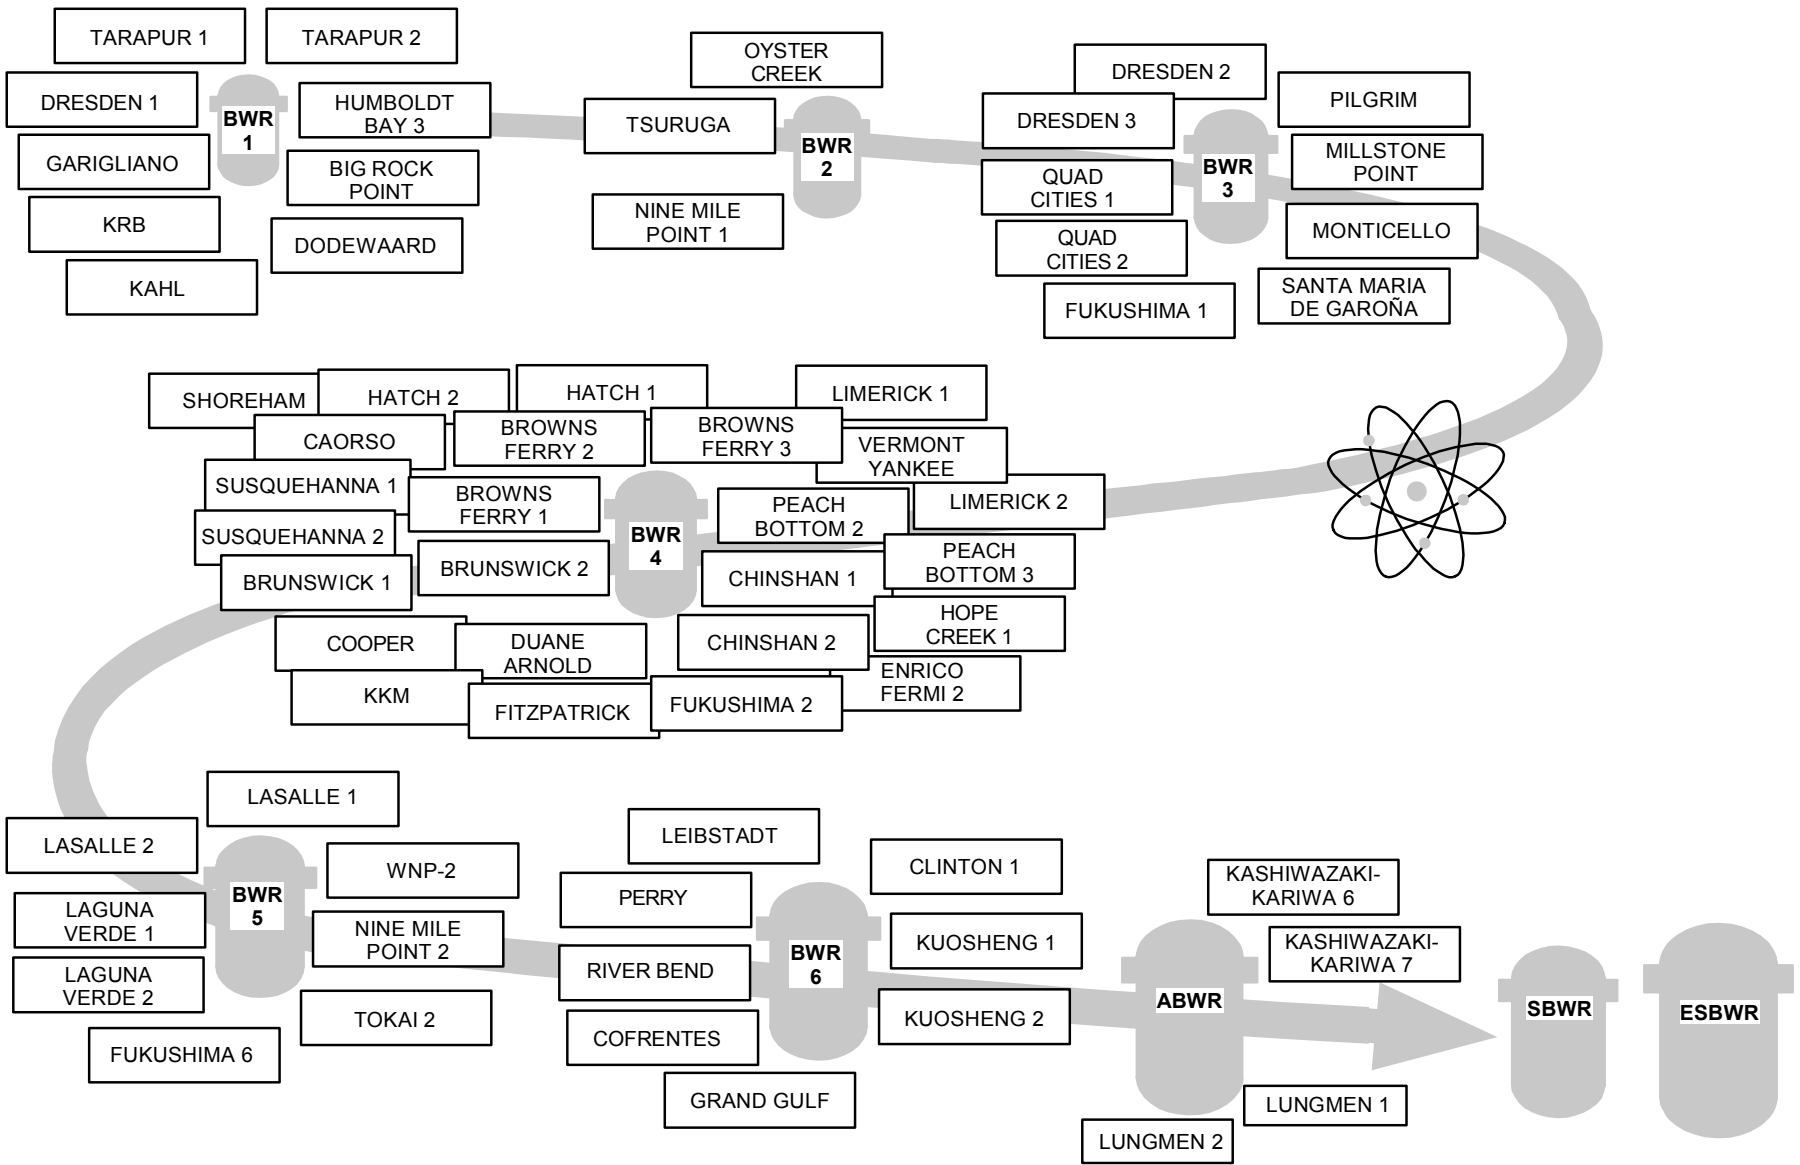 TARAPUR 1
TARAPUR 2
DRESDEN 1
BWR
1
HUMBOLDT
BAY 3
GARIGLIANO
BIG ROCK
POINT
KRB
DODEWAARD
KAHL
OYSTER
CREEK
TSURUGA
BWR
2
NINE MILE
POINT 1
DRESDEN 2
PILGRIM
DRESDEN 3
BWR
3
MILLSTONE
POINT
QUAD
CITIES 1
MONTICELLO
QUAD
CITIES 2
SANTA MARIA
DE GAROÑA
FUKUSHIMA 1
SHOREHAM
HATCH 2
HATCH 1
LIMERICK 1
CAORSO
BROWNS
FERRY 2
BROWNS
FERRY 3
VERMONT
YANKEE
SUSQUEHANNA 1
BROWNS
FERRY 1
PEACH
BOTTOM 2
LIMERICK 2
SUSQUEHANNA 2
BWR
4
PEACH
BOTTOM 3
BRUNSWICK 1
BRUNSWICK 2
CHINSHAN 1
HOPE
CREEK 1
COOPER
DUANE
ARNOLD
CHINSHAN 2
ENRICO
FERMI 2
KKM
FITZPATRICK
FUKUSHIMA 2
LASALLE 1
LASALLE 2
WNP-2
BWR
5
LAGUNA
VERDE 1
NINE MILE
POINT 2
LAGUNA
VERDE 2
TOKAI 2
FUKUSHIMA 6
LEIBSTADT
CLINTON 1
PERRY
KUOSHENG 1
BWR
6
RIVER BEND
KUOSHENG 2
COFRENTES
GRAND GULF
KASHIWAZAKI-
KARIWA 6
KASHIWAZAKI-
KARIWA 7
ABWR
LUNGMEN 1
LUNGMEN 2
SBWR
ESBWR